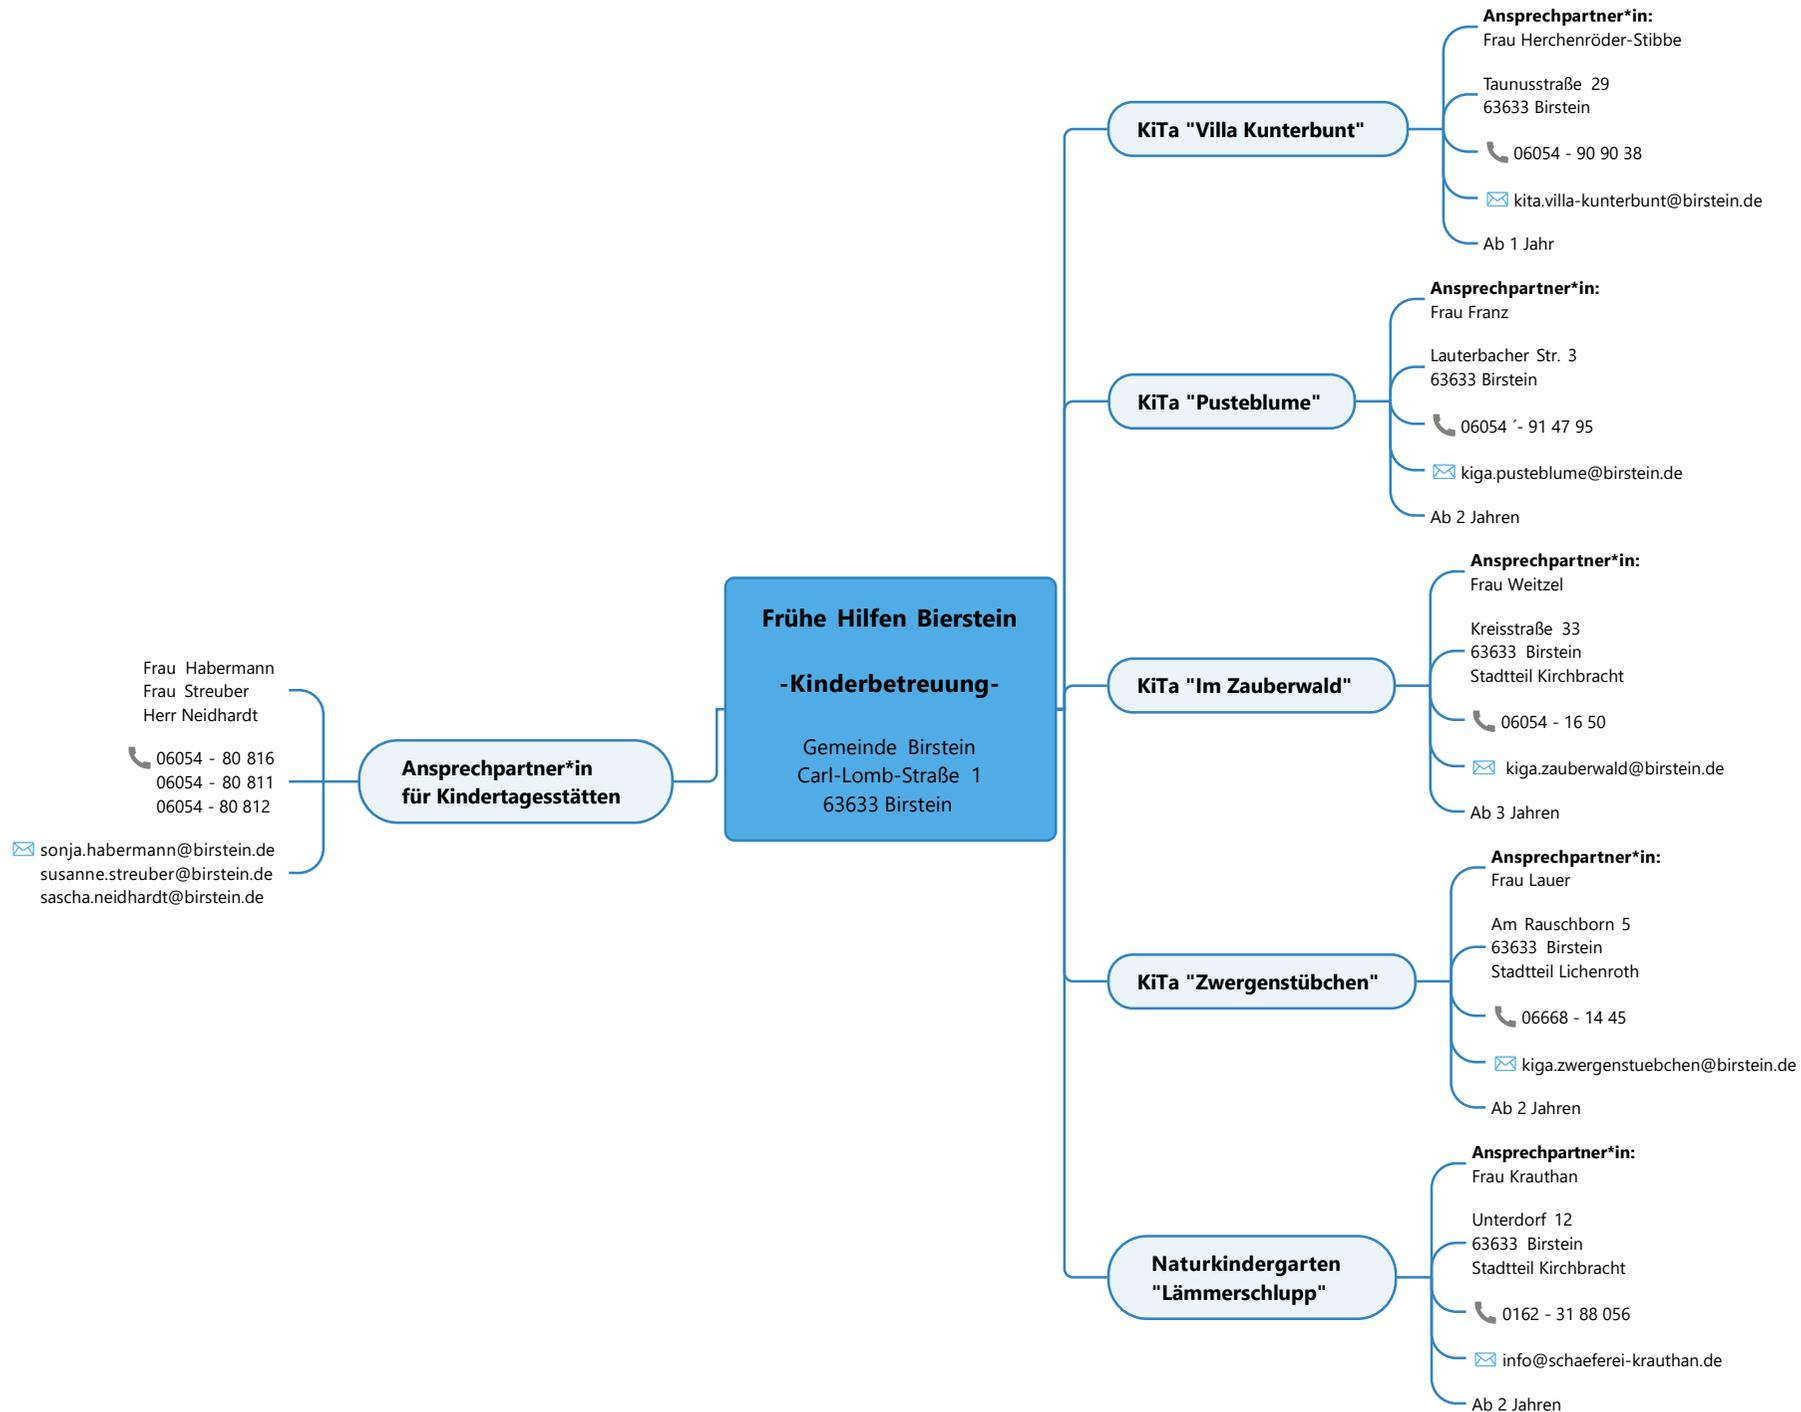 Frühe Hilfen Bierstein
-Kinderbetreuung-
Gemeinde Birstein
Carl-Lomb-Straße 1
63633 Birstein
Ansprechpartner*in
für Kindertagesstätten
Frau Habermann
Frau Streuber
Herr Neidhardt
06054 - 80 816
06054 - 80 811
06054 - 80 812
sonja.habermann@birstein.de
susanne.streuber@birstein.de
sascha.neidhardt@birstein.de
KiTa "Villa Kunterbunt"
Ansprechpartner*in:
Frau Herchenröder-Stibbe
Taunusstraße 29
63633 Birstein
06054 - 90 90 38
kita.villa-kunterbunt@birstein.de
Ab 1 Jahr
KiTa "Pusteblume"
Ansprechpartner*in:
Frau Franz
Lauterbacher Str. 3
63633 Birstein
06054 ´- 91 47 95
kiga.pusteblume@birstein.de
Ab 2 Jahren
KiTa "Im Zauberwald"
Ansprechpartner*in:
Frau Weitzel
Kreisstraße 33
63633 Birstein
Stadtteil Kirchbracht
06054 - 16 50
kiga.zauberwald@birstein.de
Ab 3 Jahren
KiTa "Zwergenstübchen"
Ansprechpartner*in:
Frau Lauer
Am Rauschborn 5
63633 Birstein
Stadtteil Lichenroth
06668 - 14 45
kiga.zwergenstuebchen@birstein.de
Ab 2 Jahren
Naturkindergarten
"Lämmerschlupp"
Ansprechpartner*in:
Frau Krauthan
Unterdorf 12
63633 Birstein
Stadtteil Kirchbracht
0162 - 31 88 056
info@schaeferei-krauthan.de
Ab 2 Jahren